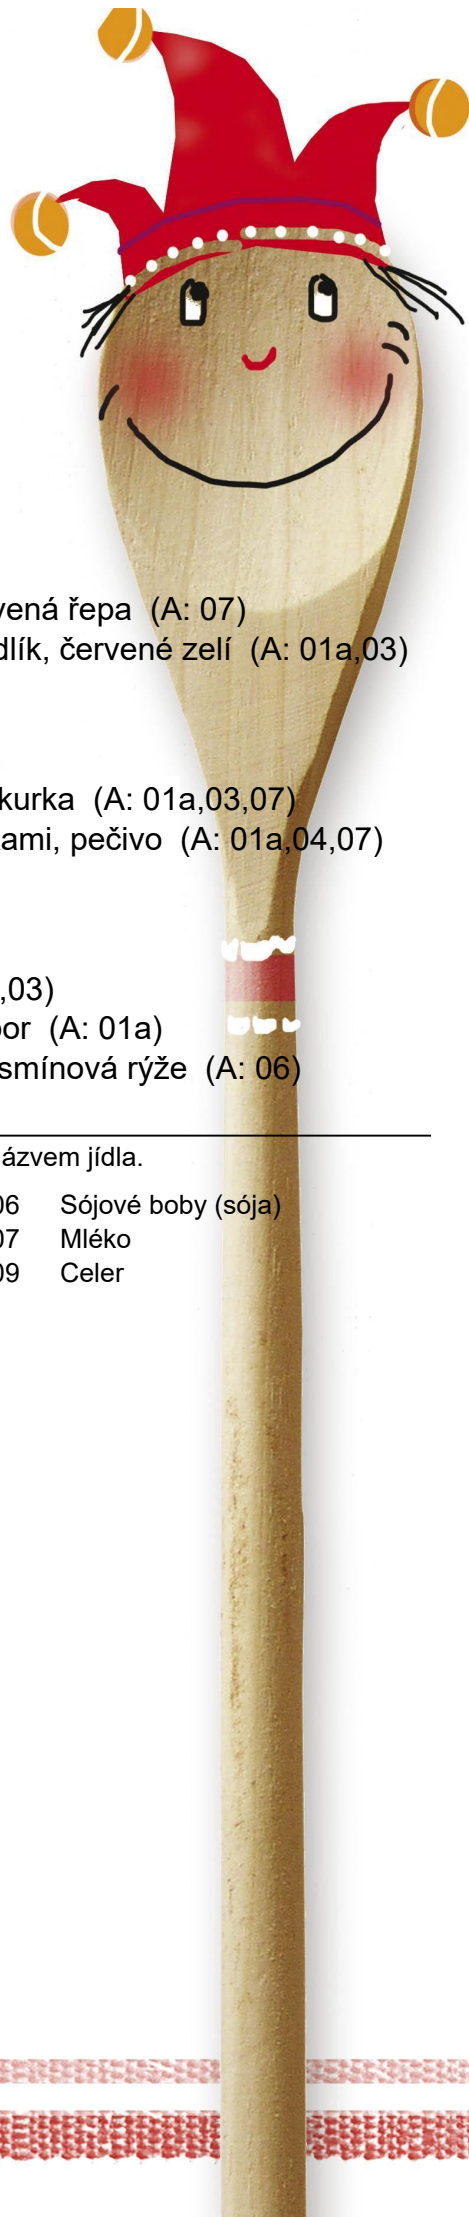 vená řepa (A: 07)
dlík, červené zelí (A: 01a,03)
kurka (A: 01a,03,07)
ami, pečivo (A: 01a,04,07)
,03)
or (A: 01a)
smínová rýže (A: 06)
ázvem jídla.
06 Sójové boby (sója)
07 Mléko
09 Celer